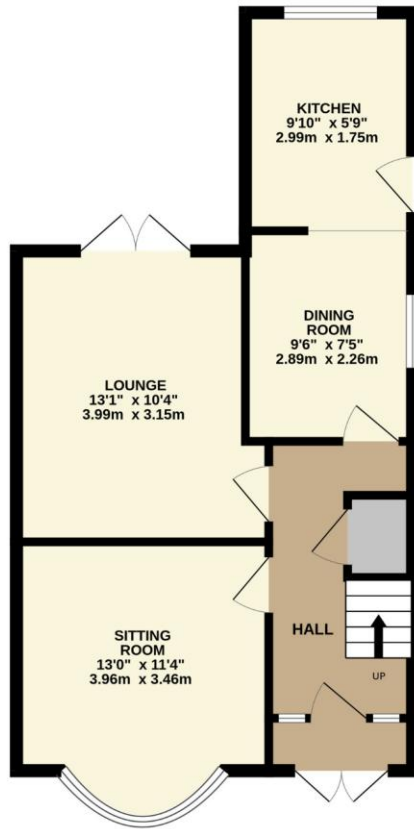 KITCHEN
9'10" x 5'9"
2.99m x 1.75m
DINING
ROOM
9'6" x 7'5"
2.89m x 2.26m
LOUNGE
13'1" x 10'4"
3.99m x 3.15m
SITTING
ROOM
13'0" x 11'4"
3.96m x 3.46m
HALL
UP